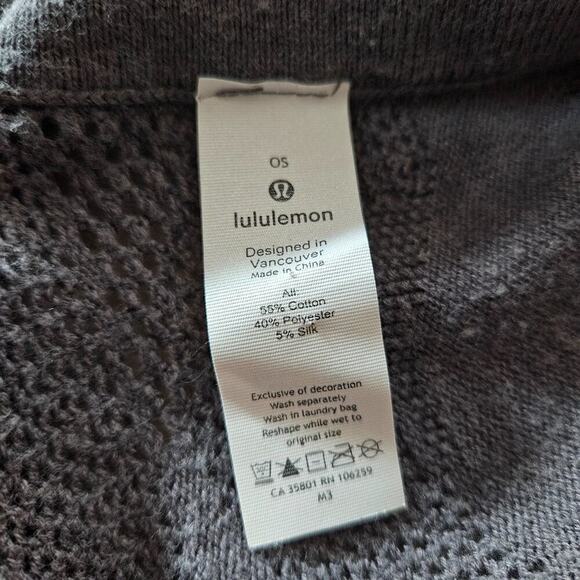 OS
lululemon
Designed in
Vancouver
Made in China
All:
55% Cotton
40% Polyester
5% Silk
Exclusive of decoration
Wash separately
Wash in laundry bag
Reshape while wet to
original size
CA 35801 RN 106259
M3